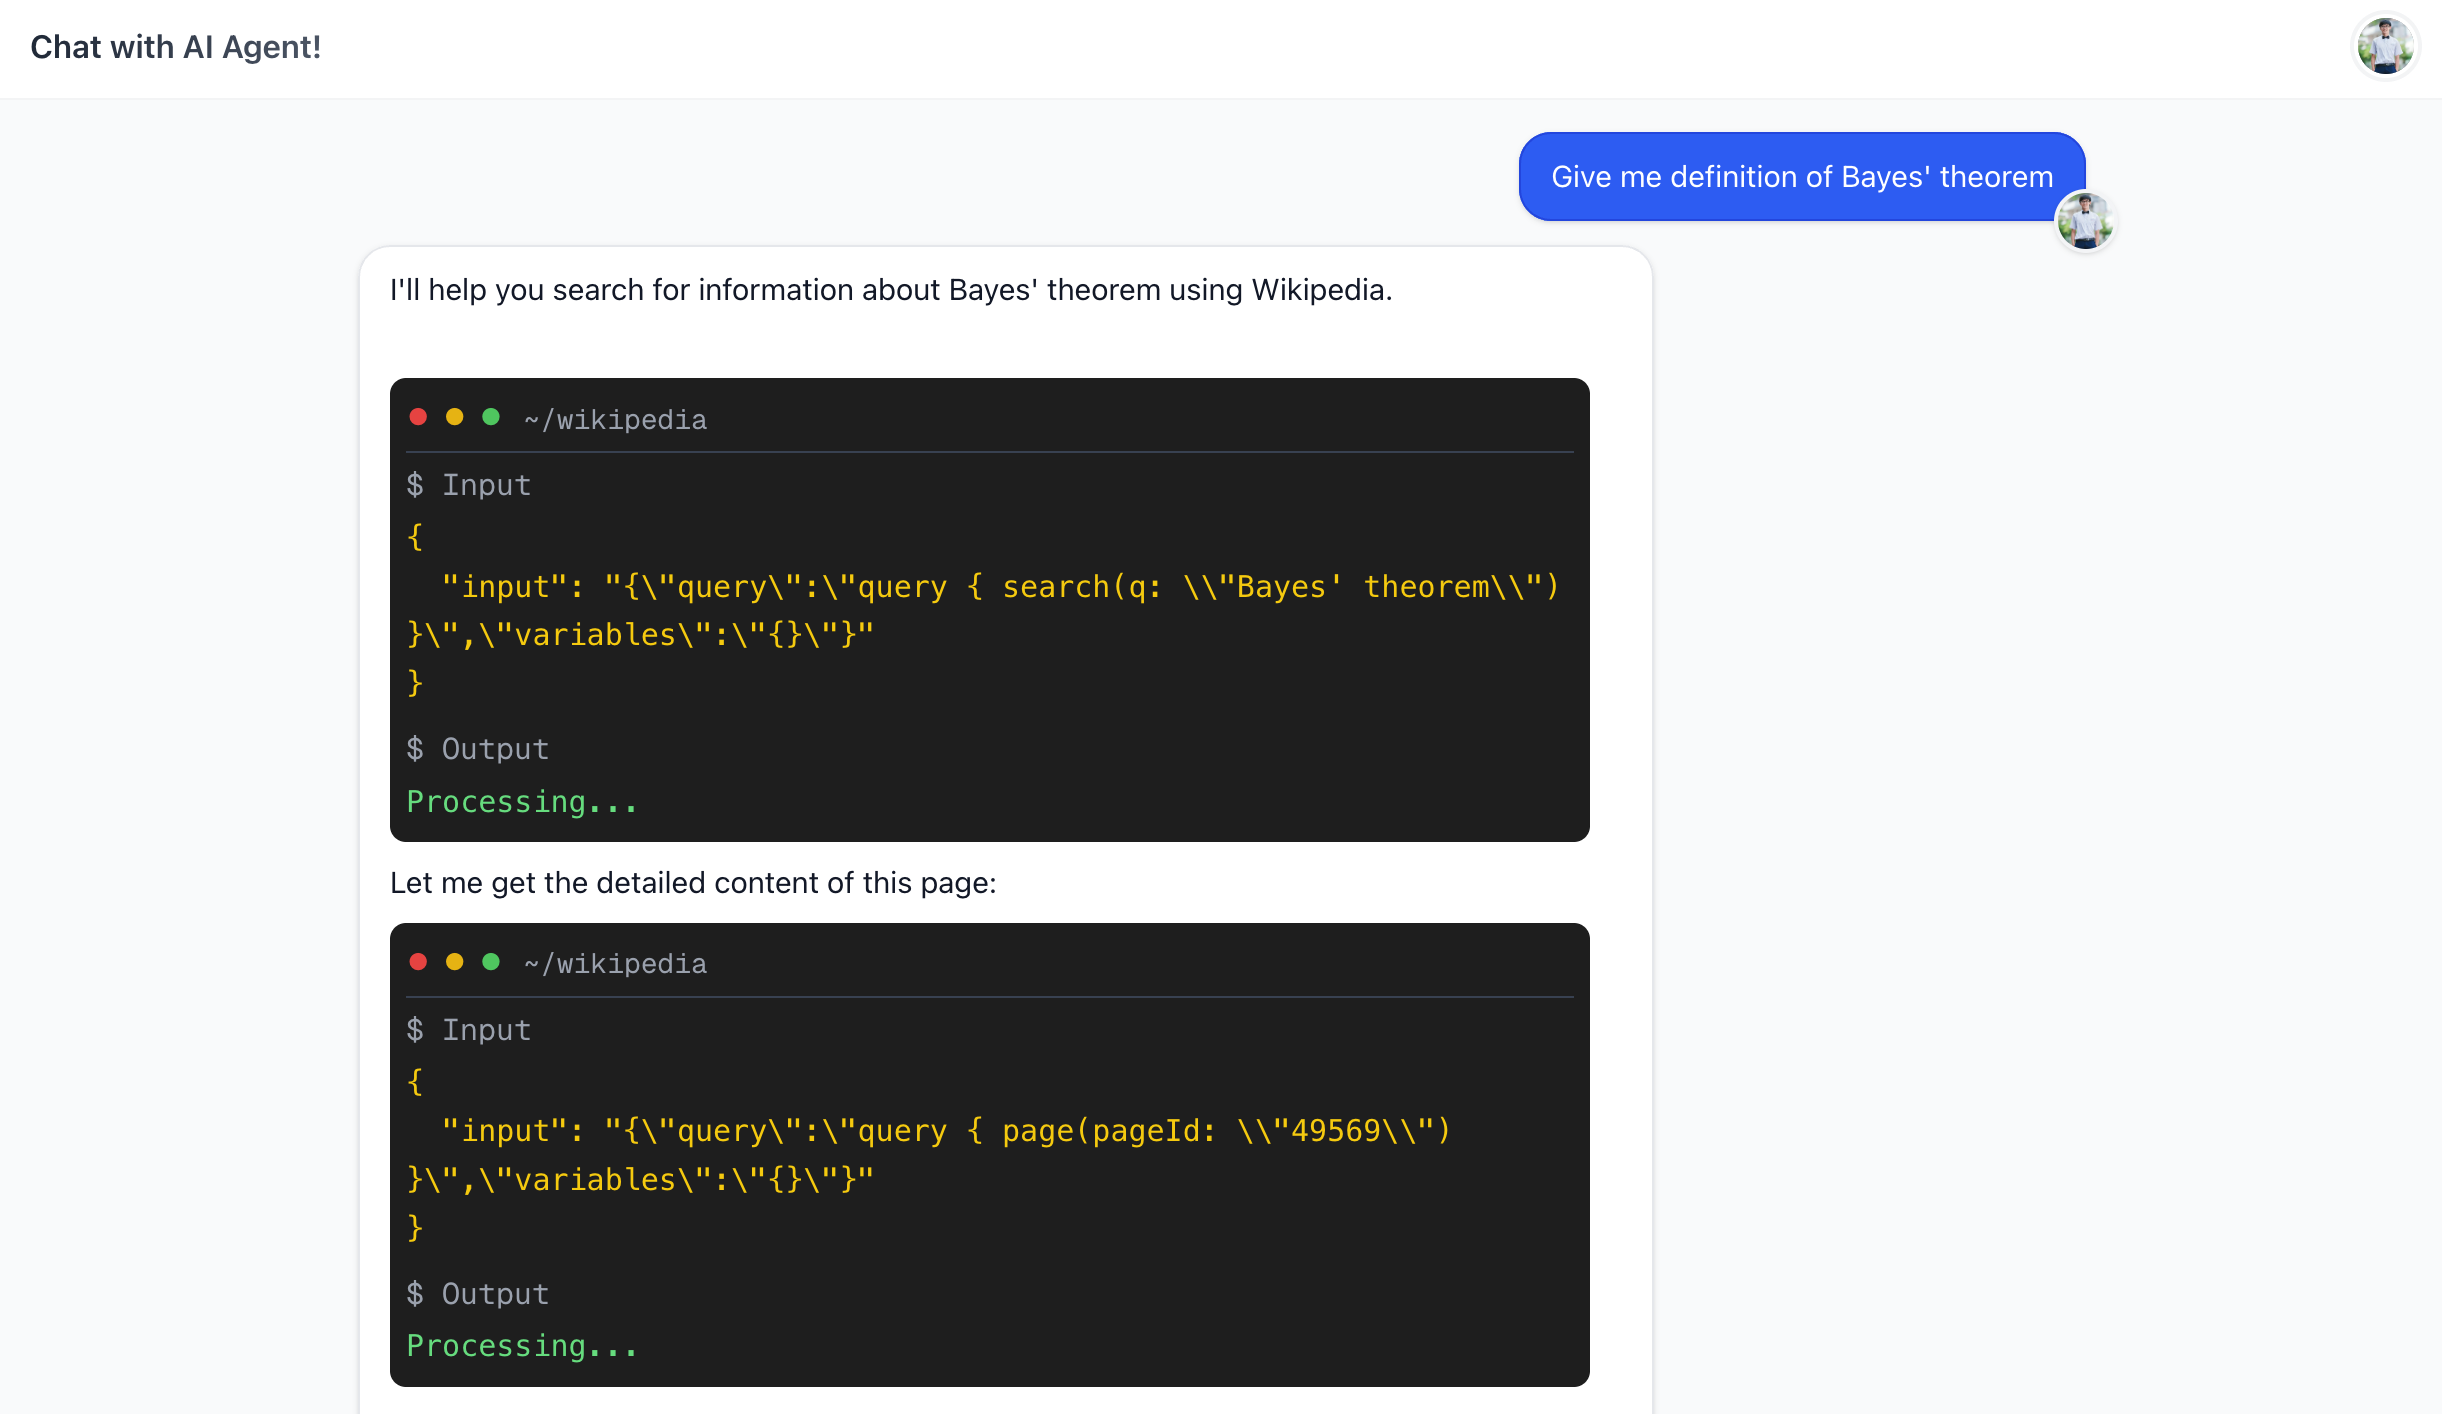 Chat with AI Agent!
Give me definition of Bayes' theorem
I'll help you search for information about Bayes' theorem using Wikipedia.
~/wikipedia
$ Input
{
  "input": "{\"query\":\"query { search(q: \\"Bayes' theorem\\")
}\",\"variables\":\"{}\"}"
}
$ Output
Processing...
Let me get the detailed content of this page:
~/wikipedia
$ Input
{
  "input": "{\"query\":\"query { page(pageId: \\"49569\\")
}\",\"variables\":\"{}\"}"
}
$ Output
Processing...